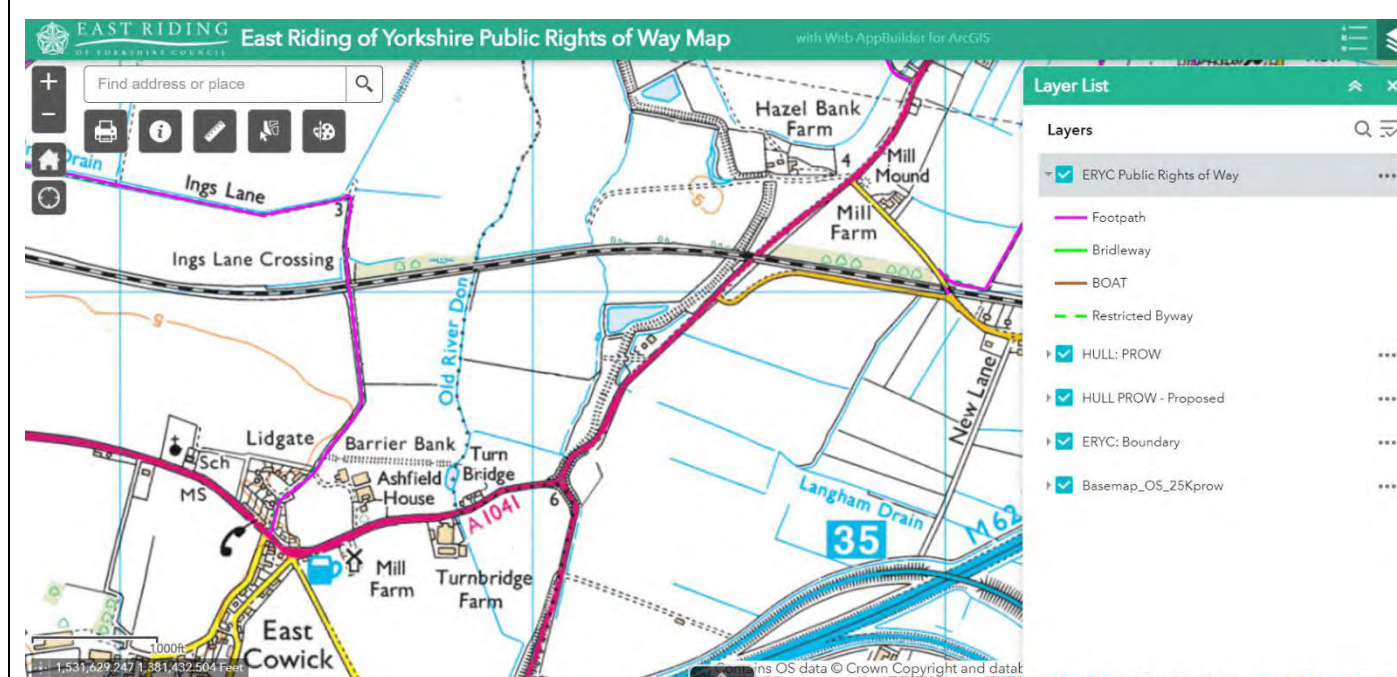 EAST RIDING
OF YORKSHIRE COUNCIL
East Riding of Yorkshire Public Rights of Way Map
with Web AppBuilder for ArcGIS
+
Find address or place
−
Drain
Ings Lane
3
Ings Lane Crossing
5
Old River Don
Hazel Bank
Farm
4
Mill
Mound
5
Mill
Farm
New Lane
Lidgate
Barrier Bank
Turn
Bridge
Sch
MS
Ashfield
House
6
A 1041
Langham Drain
M 62
35
Mill
Farm
Turnbridge
Farm
East
Cowick
1000ft
1,531,629.247 1,381,432.504 Feet
Contains OS data © Crown Copyright and datab
Layer List
Layers
ERYC Public Rights of Way
Footpath
Bridleway
BOAT
Restricted Byway
HULL: PROW
HULL PROW - Proposed
ERYC: Boundary
Basemap_OS_25Kprow